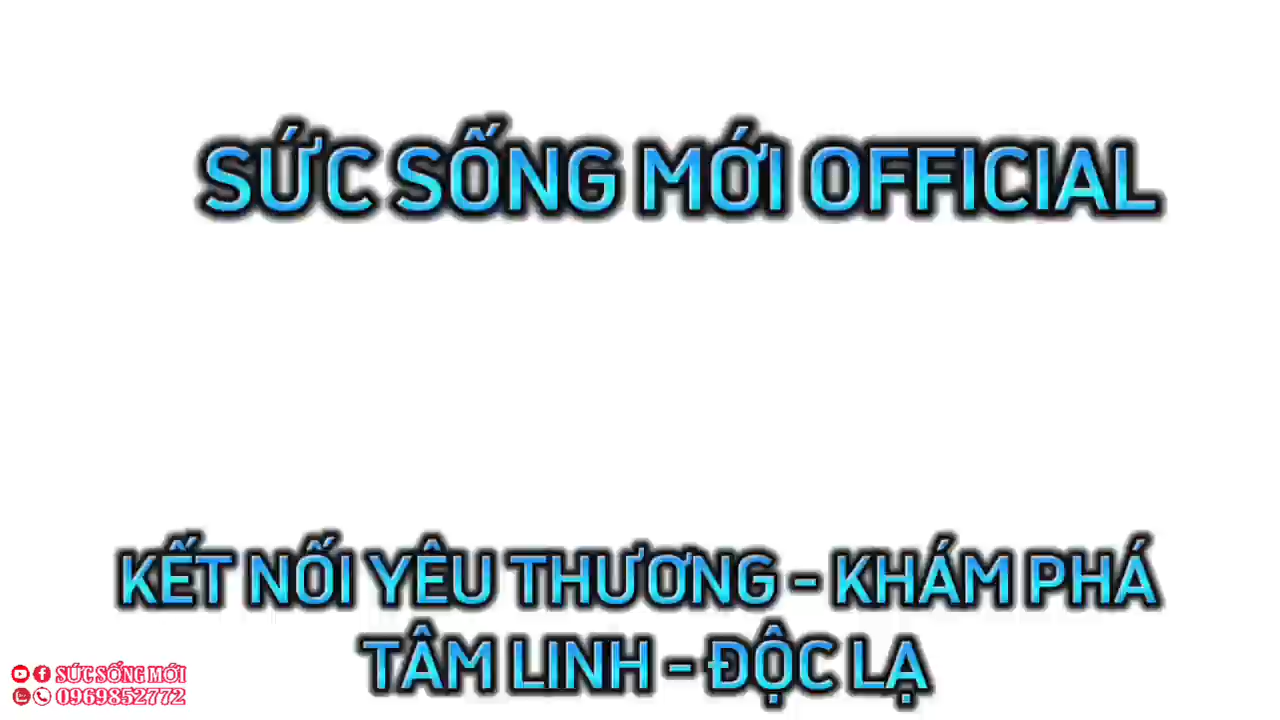 SỨC SỐNG MỚI OFFICIAL
KẾT NỐI YÊU THƯƠNG - KHÁM PHÁ
TÂM LINH - ĐỘC LẠ
SỨC SỐNG MỚI
0969852772